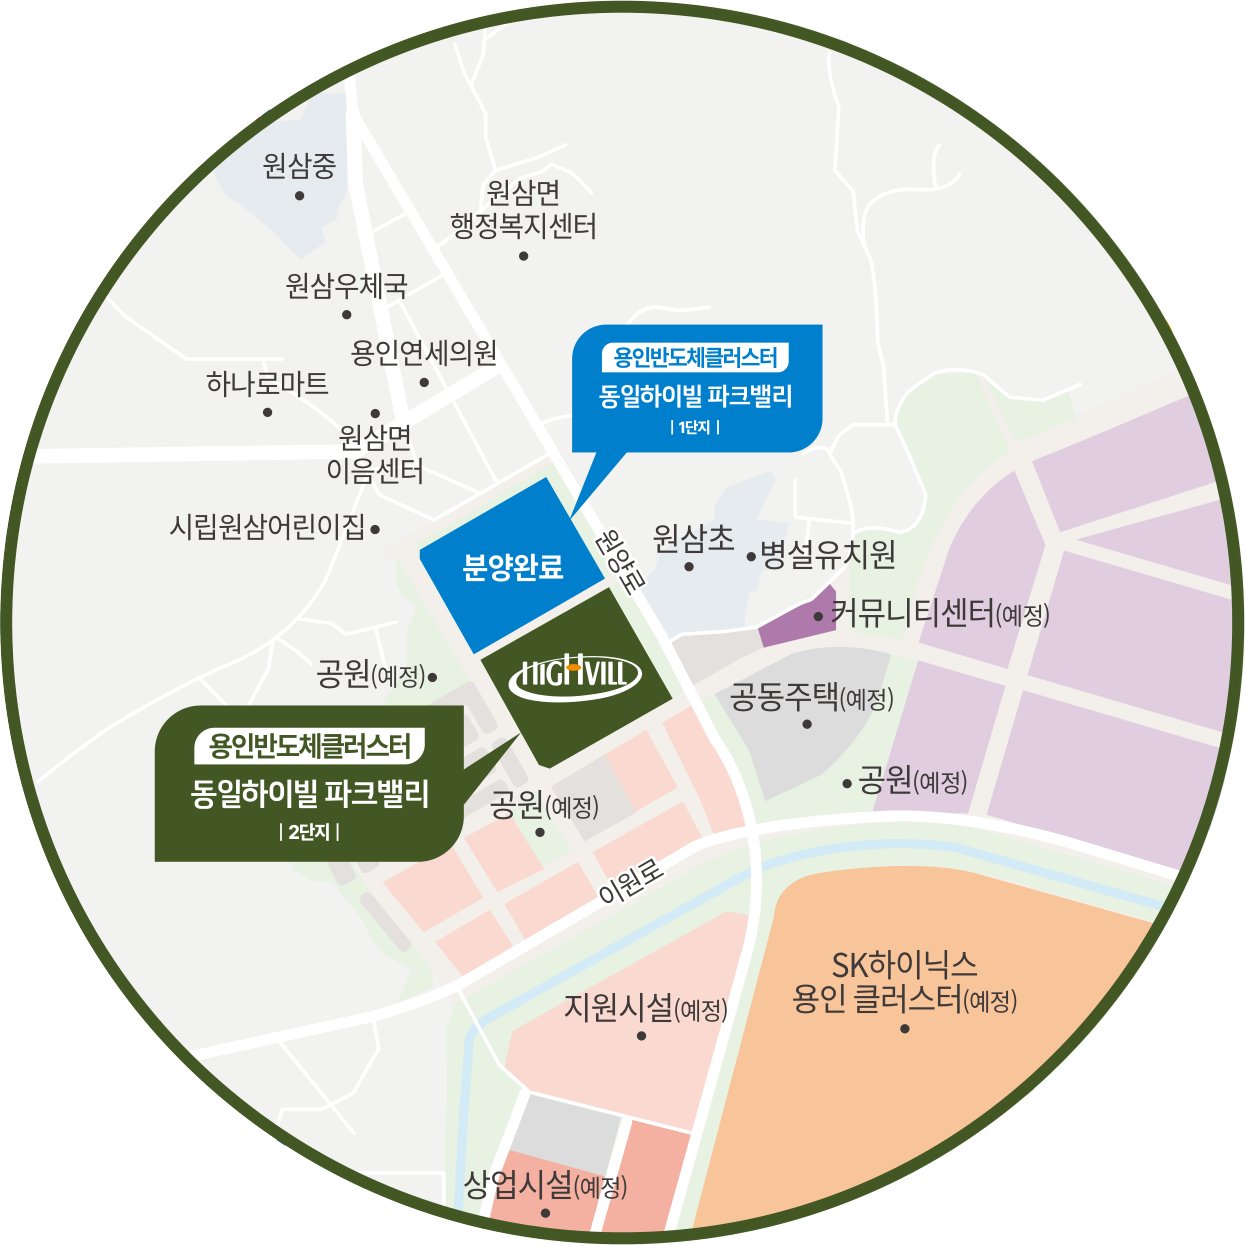 원삼중
원삼면
행정복지센터
원삼우체국
용인연세의원
하나로마트
원삼면
이음센터
시립원삼어린이집
용인반도체클러스터
동일하이빌 파크밸리
| 1단지 |
분양완료
원양로
원삼초
병설유치원
커뮤니티센터(예정)
HIGHVILL
공원(예정)
공동주택(예정)
용인반도체클러스터
동일하이빌 파크밸리
| 2단지 |
공원(예정)
공원(예정)
이원로
SK하이닉스
용인 클러스터(예정)
지원시설(예정)
상업시설(예정)